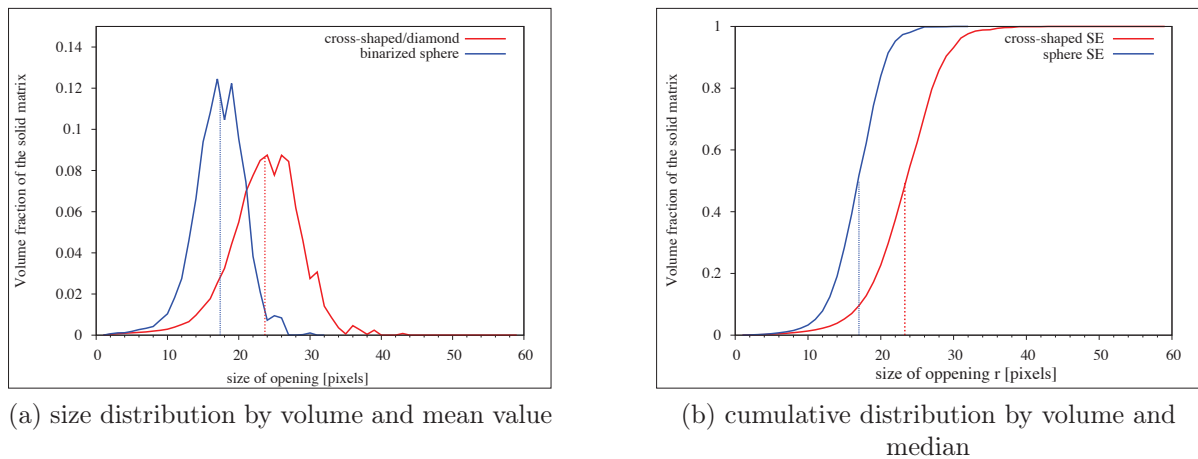 0.14
0.12
0.1
0.08
0.06
0.04
0.02
0
Volume fraction of the solid matrix
cross-shaped/diamond
binarized sphere
0 10 20 30 40 50 60
size of opening [pixels]
(a) size distribution by volume and mean value
1
0.8
0.6
0.4
0.2
0
Volume fraction of the solid matrix
cross-shaped SE
sphere SE
0 10 20 30 40 50 60
size of oppening r [pixels]
(b) cumulative distribution by volume and
median